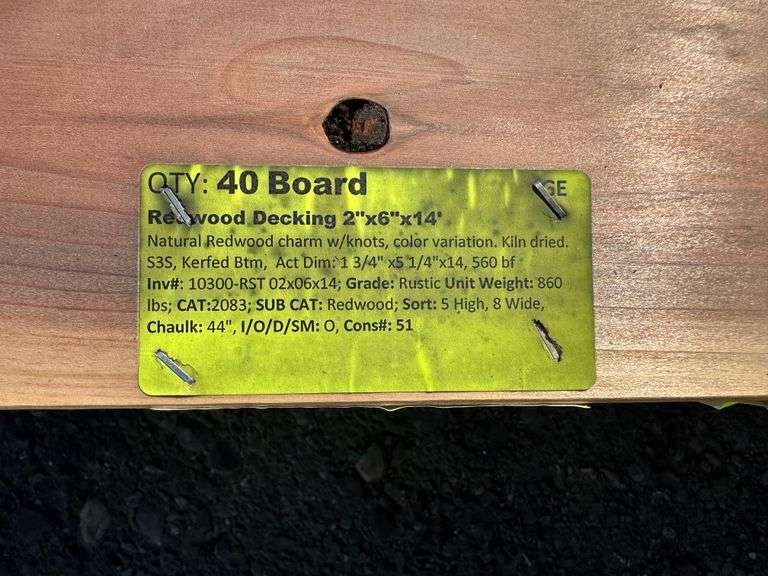 QTY: 40 Board GE
Redwood Decking 2"x6"x14'
Natural Redwood charm w/knots, color variation. Kiln dried.
S3S, Kerfed Btm, Act Dim: 1 3/4" x5 1/4"x14, 560 bf
Inv#: 10300-RST 02x06x14; Grade: Rustic Unit Weight: 860
lbs; CAT:2083; SUB CAT: Redwood; Sort: 5 High, 8 Wide,
Chaulk: 44", I/O/D/SM: O, Cons#: 51